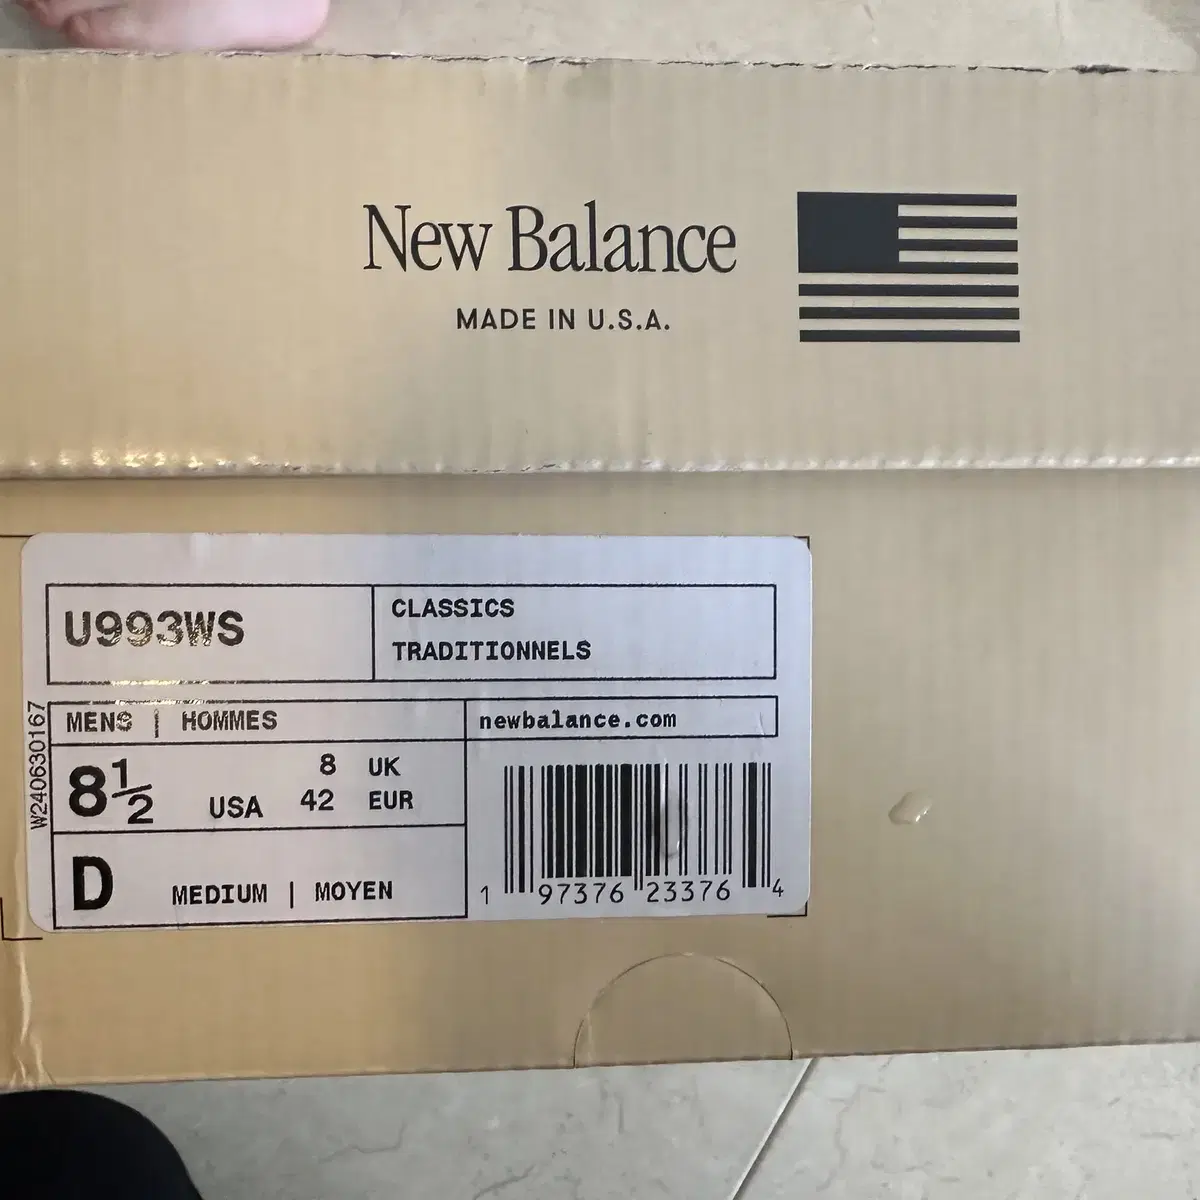 New Balance
MADE IN U.S.A.
U993WS
CLASSICS
TRADITIONNELS
W240630167
MENS | HOMMES
newbalance.com
8½ USA
8 UK
42 EUR
D MEDIUM | MOYEN
1 97376 23376 4